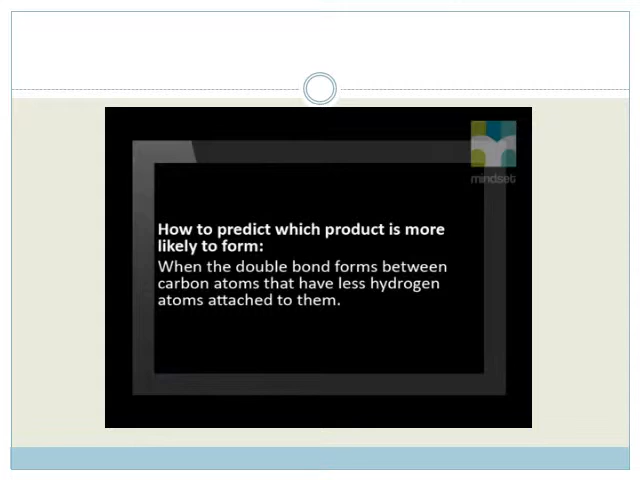 mindset
How to predict which product is more
likely to form:
When the double bond forms between
carbon atoms that have less hydrogen
atoms attached to them.